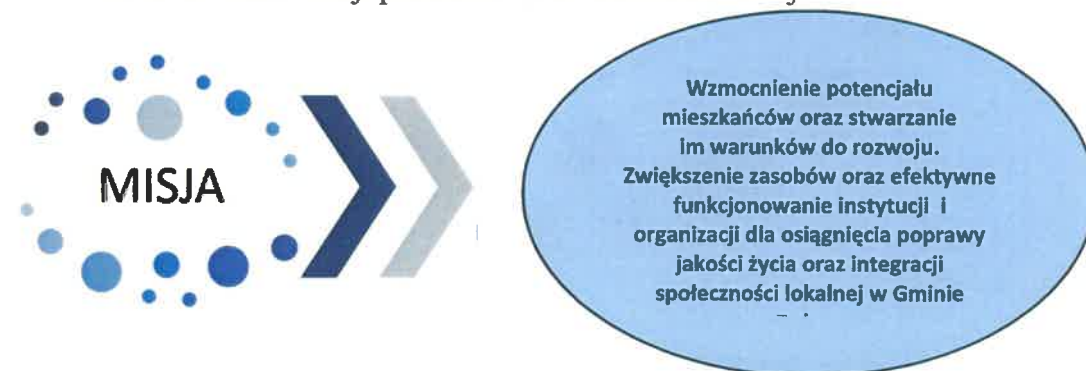 MISJA
Wzmocnienie potencjału
mieszkańców oraz stwarzanie
im warunków do rozwoju.
Zwiększenie zasobów oraz efektywne
funkcjonowanie instytucji i
organizacji dla osiągnięcia poprawy
jakości życia oraz integracji
społeczności lokalnej w Gminie